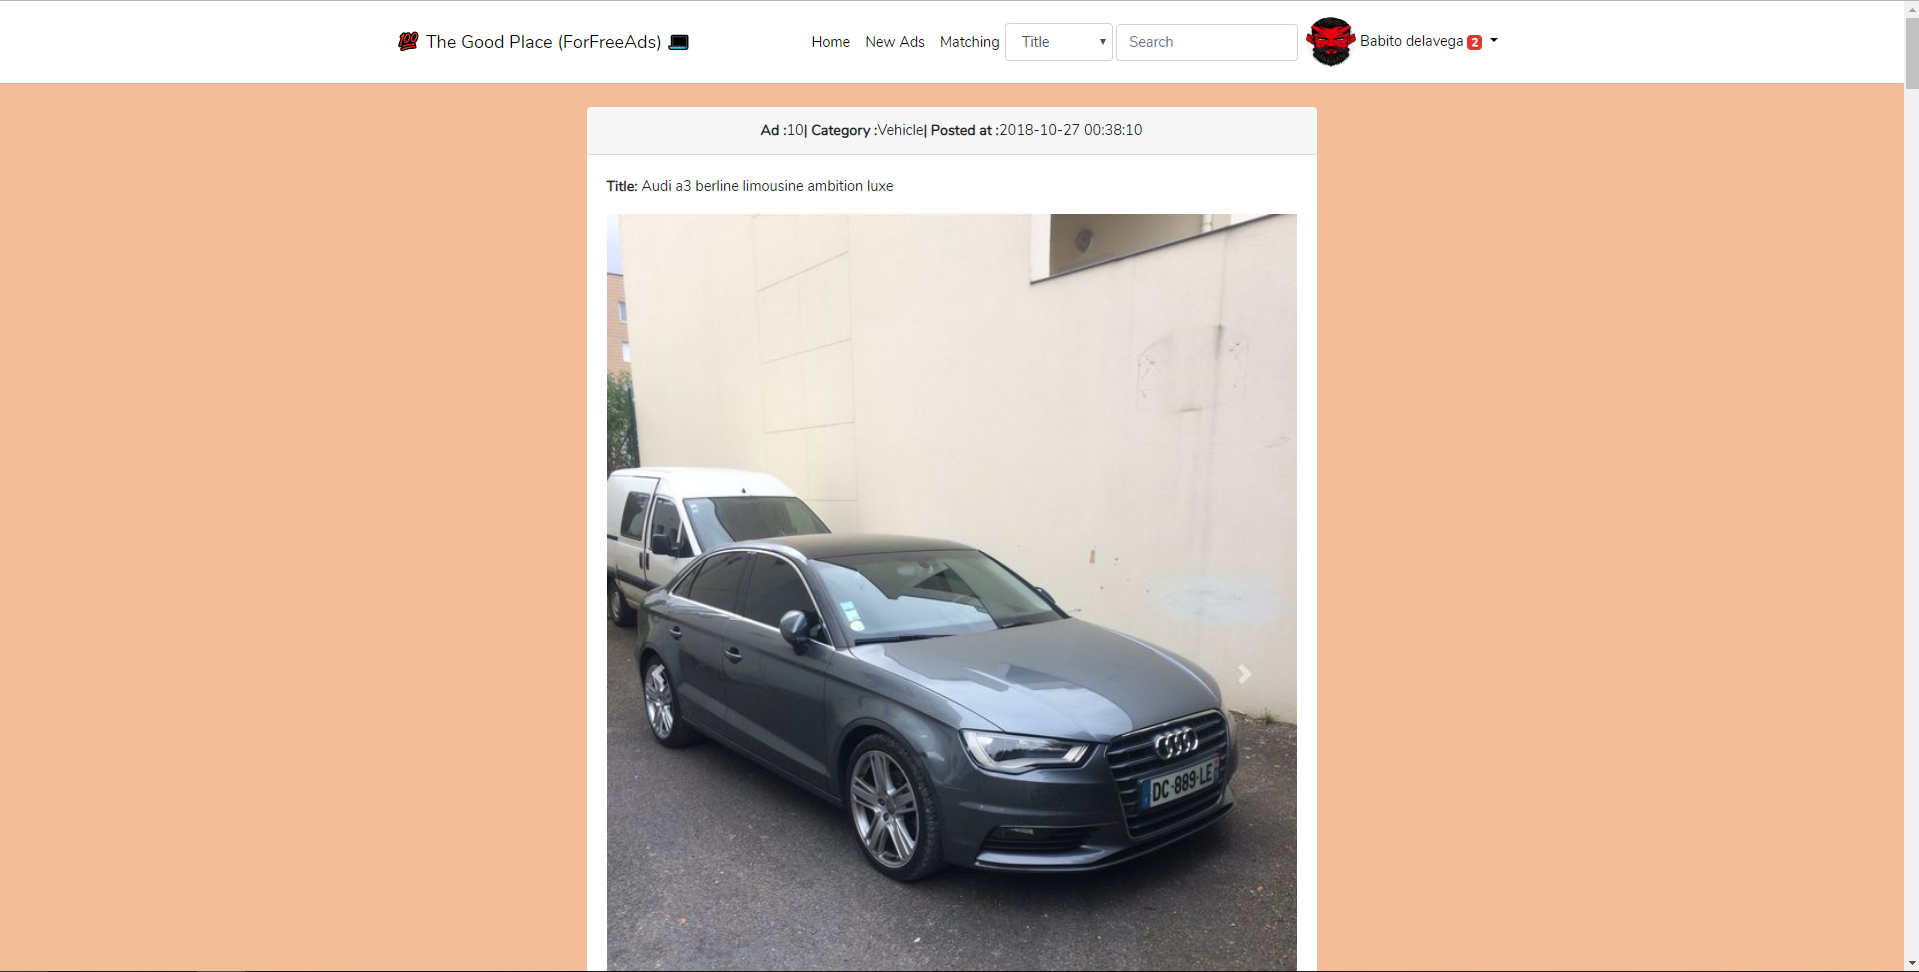 💯 The Good Place (ForFreeAds) 💻
Home New Ads Matching Title Search Babito delavega 2
Ad :10| Category :Vehicle| Posted at :2018-10-27 00:38:10
Title: Audi a3 berline limousine ambition luxe
DC-889-LE